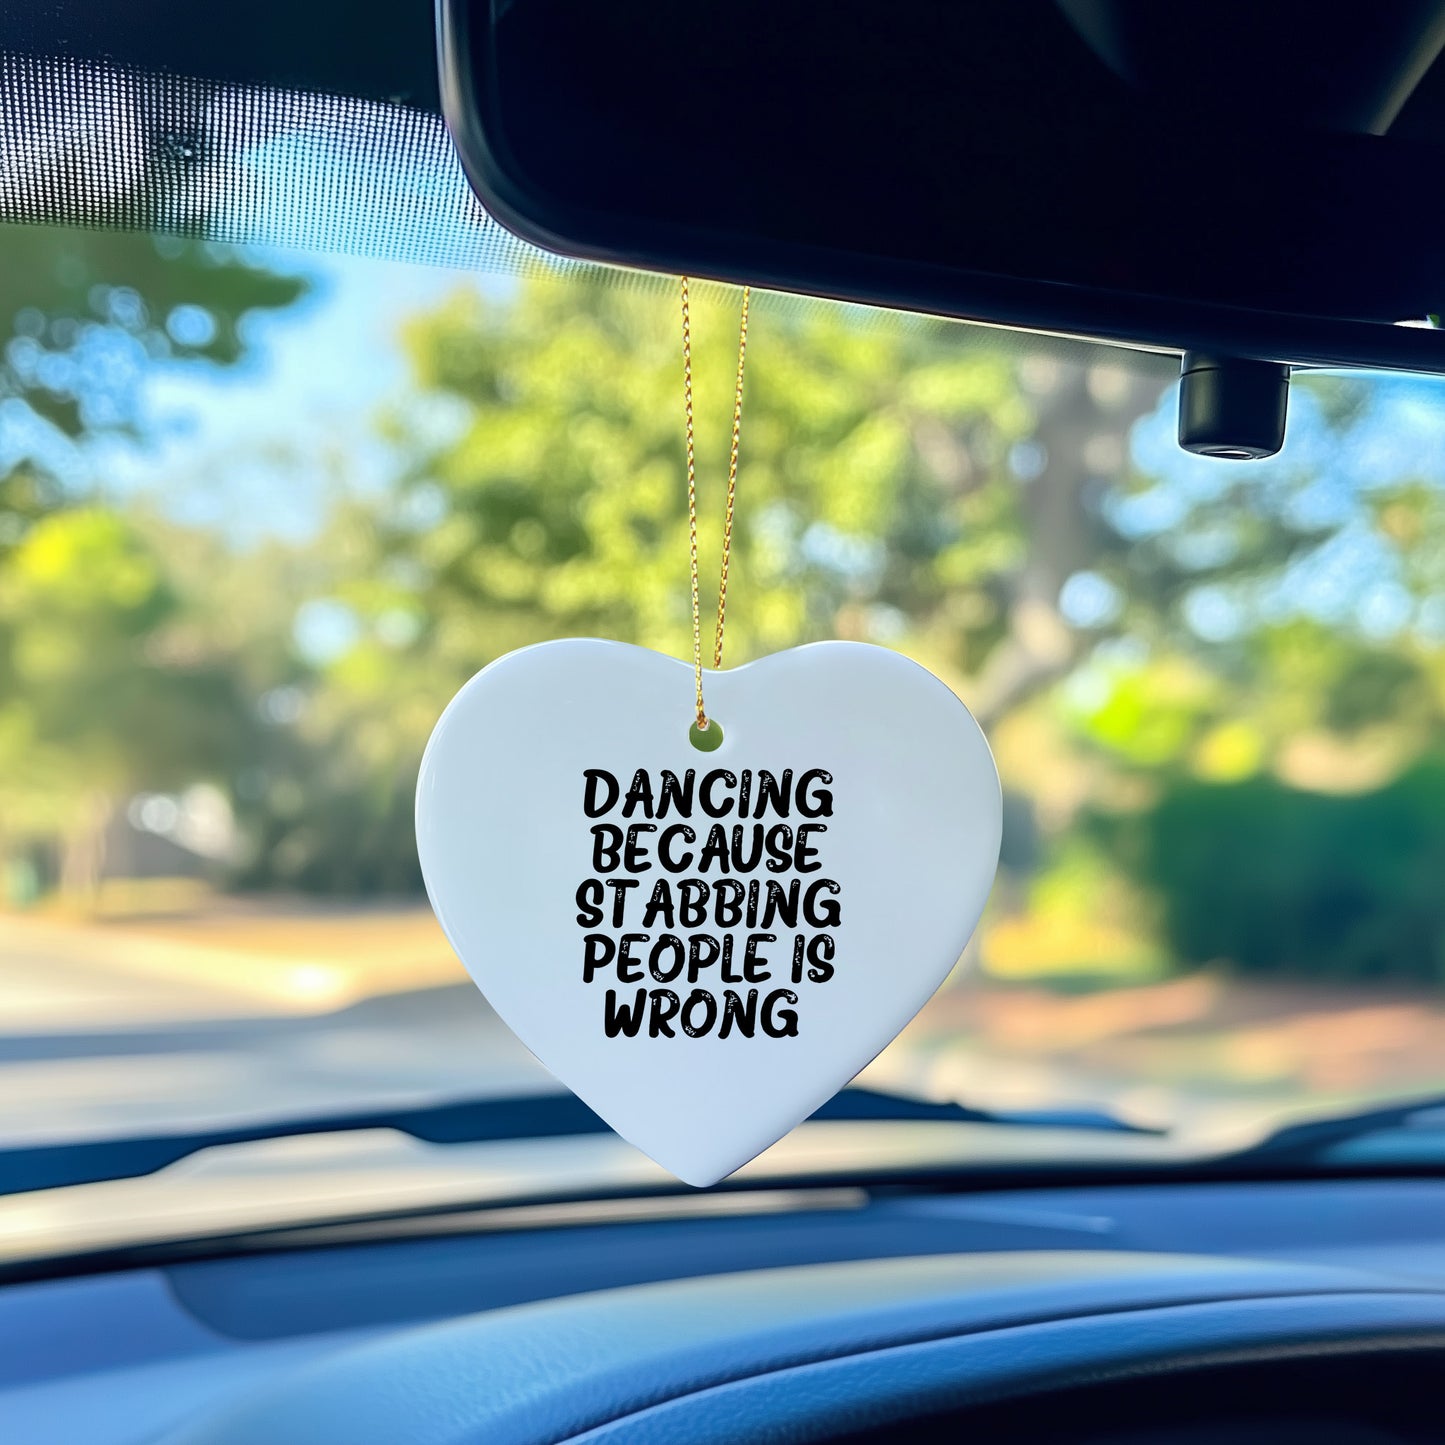 DANCING
BECAUSE
STABBING
PEOPLE IS
WRONG